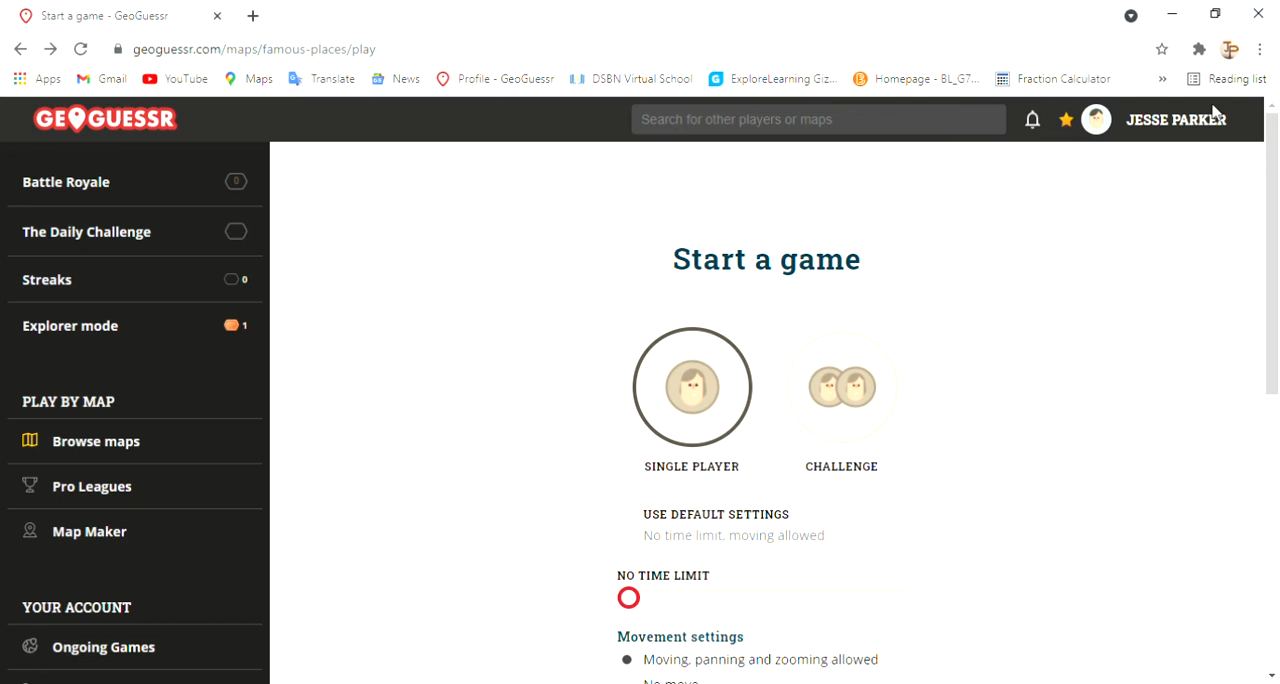 Start a game - GeoGuessr
geoguessr.com/maps/famous-places/play
JP
Apps Gmail YouTube Maps Translate News Profile - GeoGuessr DSBN Virtual School ExploreLearning Giz... Homepage - BL_G7... Fraction Calculator » Reading list
GEOGUESSR
Search for other players or maps
JESSE PARKER
Battle Royale 0
The Daily Challenge
Streaks 0
Explorer mode 1
PLAY BY MAP
Browse maps
Pro Leagues
Map Maker
YOUR ACCOUNT
Ongoing Games
Start a game
SINGLE PLAYER CHALLENGE
USE DEFAULT SETTINGS
No time limit, moving allowed
NO TIME LIMIT
Movement settings
Moving, panning and zooming allowed
No move